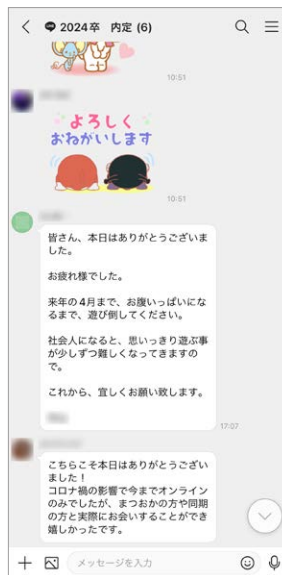 2024卒 内定 (6)
10:51
よろしく
おねがいします
10:51
皆さん、本日はありがとうございま
した。
お疲れ様でした。
来年の4月まで、お腹いっぱいにな
るまで、遊び倒してください。
社会人になると、思いっきり遊ぶ事
が少しずつ難しくなってきますの
で。
これから、宜しくお願い致します。
17:07
こちらこそ本日はありがとうござい
ました！
コロナ禍の影響で今までオンライン
のみでしたが、まつおかの方や同期
の方と実際にお会いすることができ
嬉しかったです。
メッセージを入力